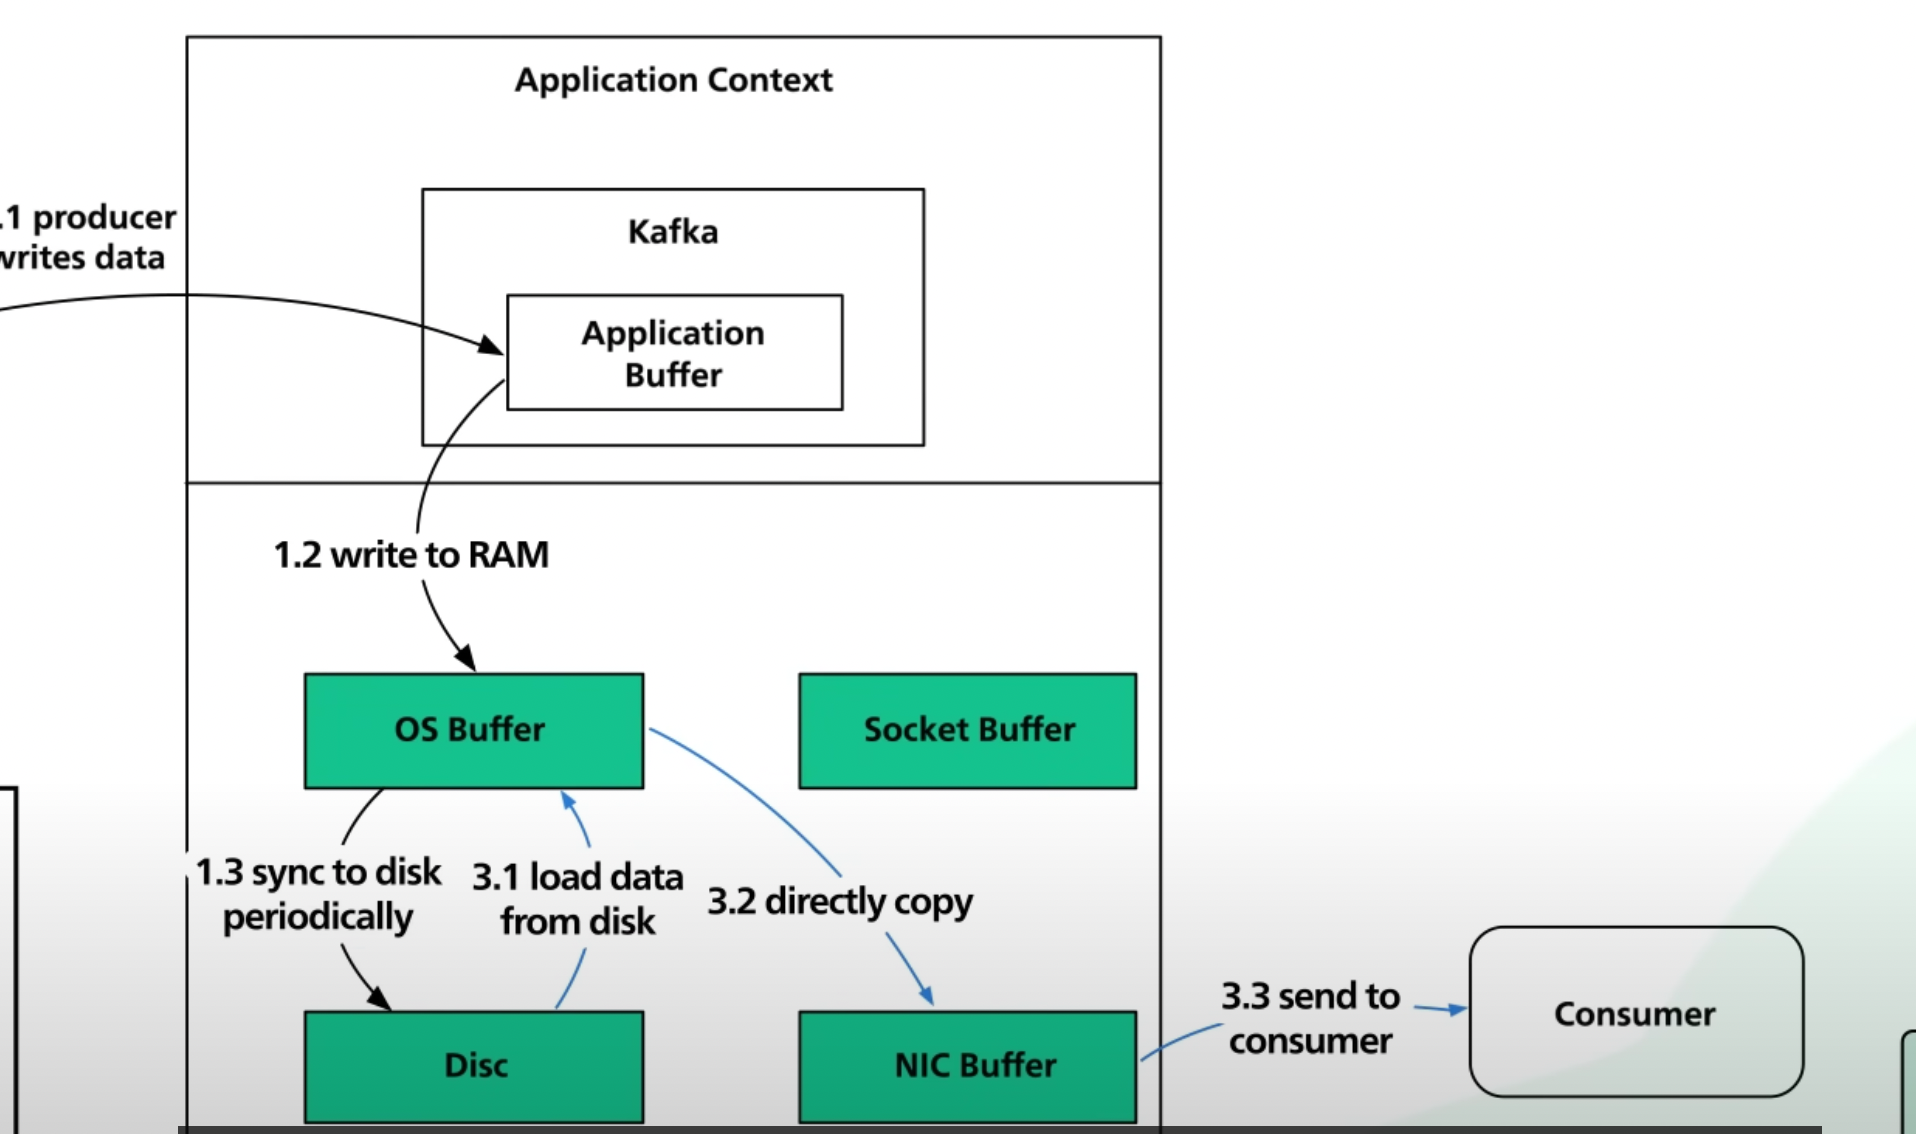 Application Context
.1 producer
writes data
Kafka
Application
Buffer
1.2 write to RAM
OS Buffer
Socket Buffer
1.3 sync to disk
periodically
3.1 load data
from disk
3.2 directly copy
Disc
NIC Buffer
3.3 send to
consumer
Consumer